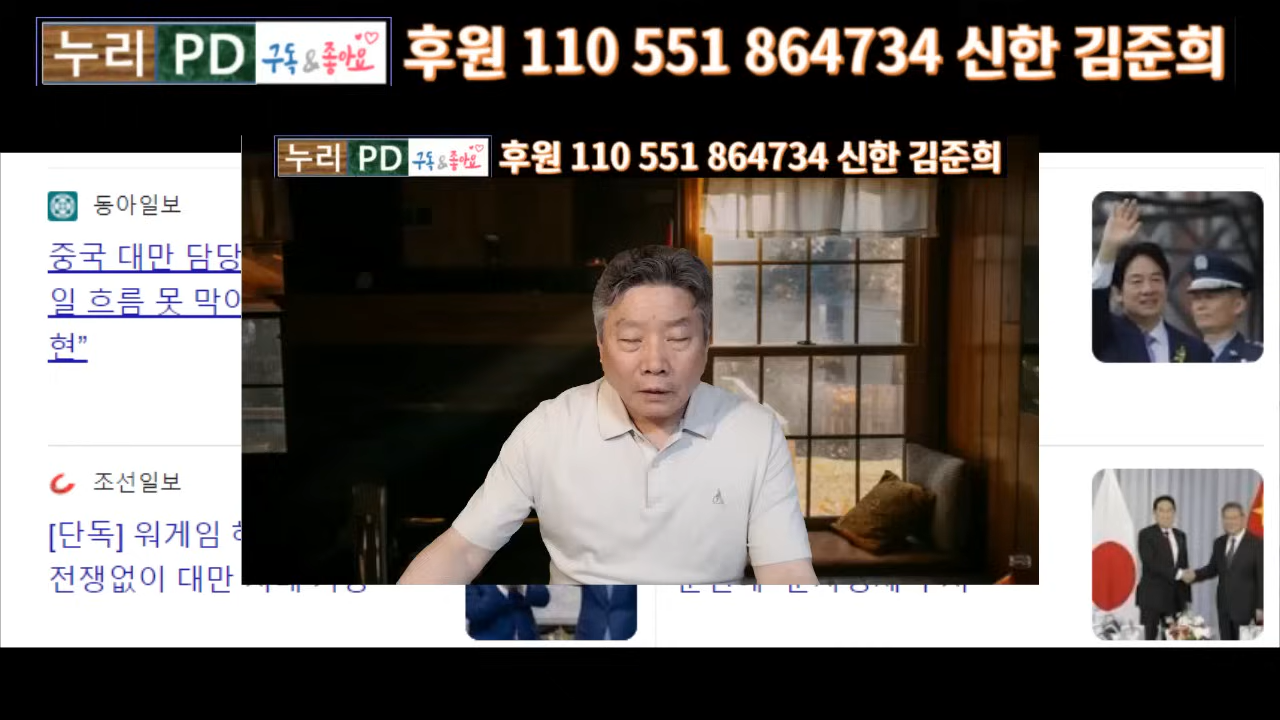 누리 PD 구독&좋아요 후원 110 551 864734 신한 김준희
누리 PD 구독&좋아요 후원 110 551 864734 신한 김준희
동아일보
중국 대만 담당
일 흐름 못 막아
현”
조선일보
[단독] 워게임
전쟁없이 대만